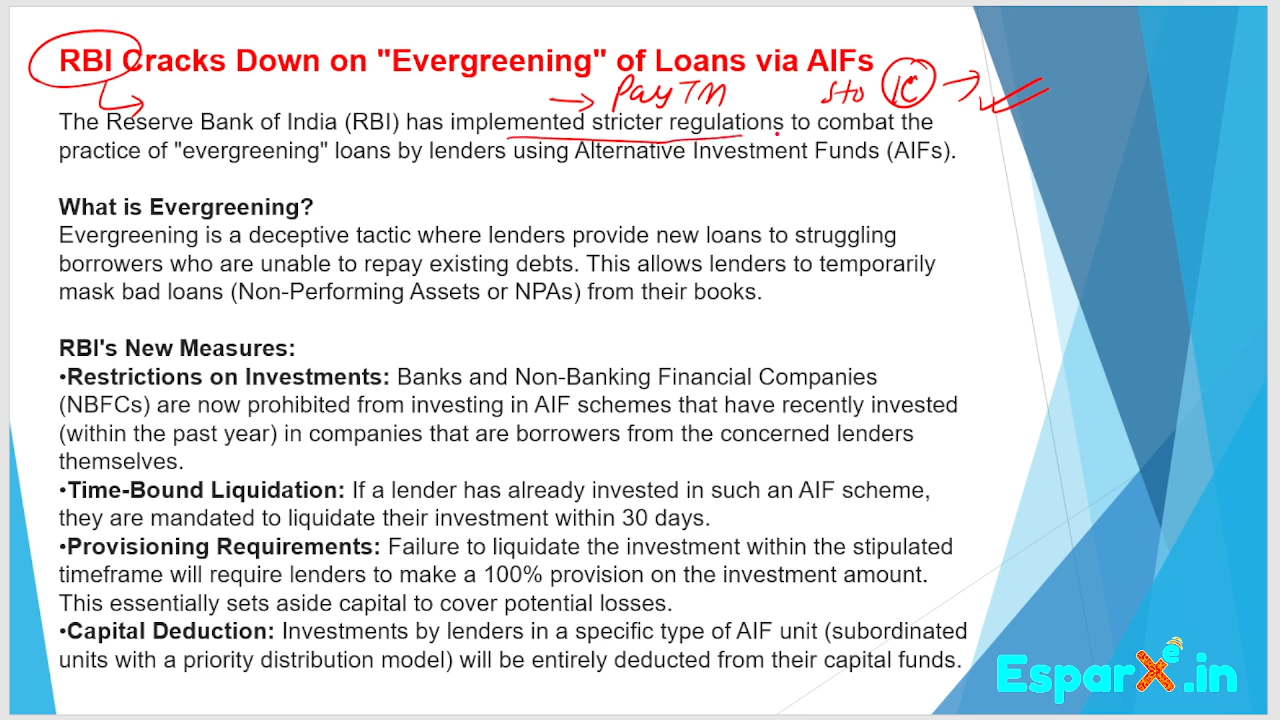 RBI Cracks Down on "Evergreening" of Loans via AIFs
→ PayTM
The Reserve Bank of India (RBI) has implemented stricter regulations to combat the
practice of "evergreening" loans by lenders using Alternative Investment Funds (AIFs).
What is Evergreening?
Evergreening is a deceptive tactic where lenders provide new loans to struggling
borrowers who are unable to repay existing debts. This allows lenders to temporarily
mask bad loans (Non-Performing Assets or NPAs) from their books.
RBI's New Measures:
•Restrictions on Investments: Banks and Non-Banking Financial Companies
(NBFCs) are now prohibited from investing in AIF schemes that have recently invested
(within the past year) in companies that are borrowers from the concerned lenders
themselves.
•Time-Bound Liquidation: If a lender has already invested in such an AIF scheme,
they are mandated to liquidate their investment within 30 days.
•Provisioning Requirements: Failure to liquidate the investment within the stipulated
timeframe will require lenders to make a 100% provision on the investment amount.
This essentially sets aside capital to cover potential losses.
•Capital Deduction: Investments by lenders in a specific type of AIF unit (subordinated
units with a priority distribution model) will be entirely deducted from their capital funds.
EsparXe.in